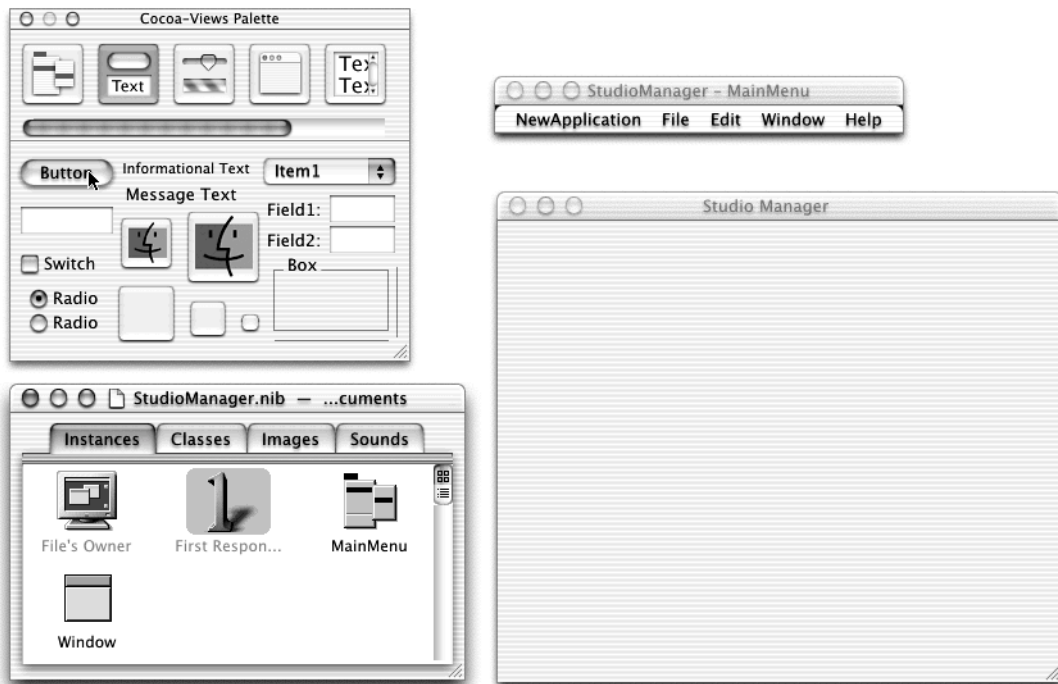 Cocoa-Views Palette
Text
Tex
Tex
Button
Informational Text
Item1
Message Text
Field1:
Field2:
Switch
Box
Radio
Radio
StudioManager.nib — ...cuments
Instances Classes Images Sounds
File's Owner
First Respon...
MainMenu
Window
StudioManager - MainMenu
NewApplication File Edit Window Help
Studio Manager